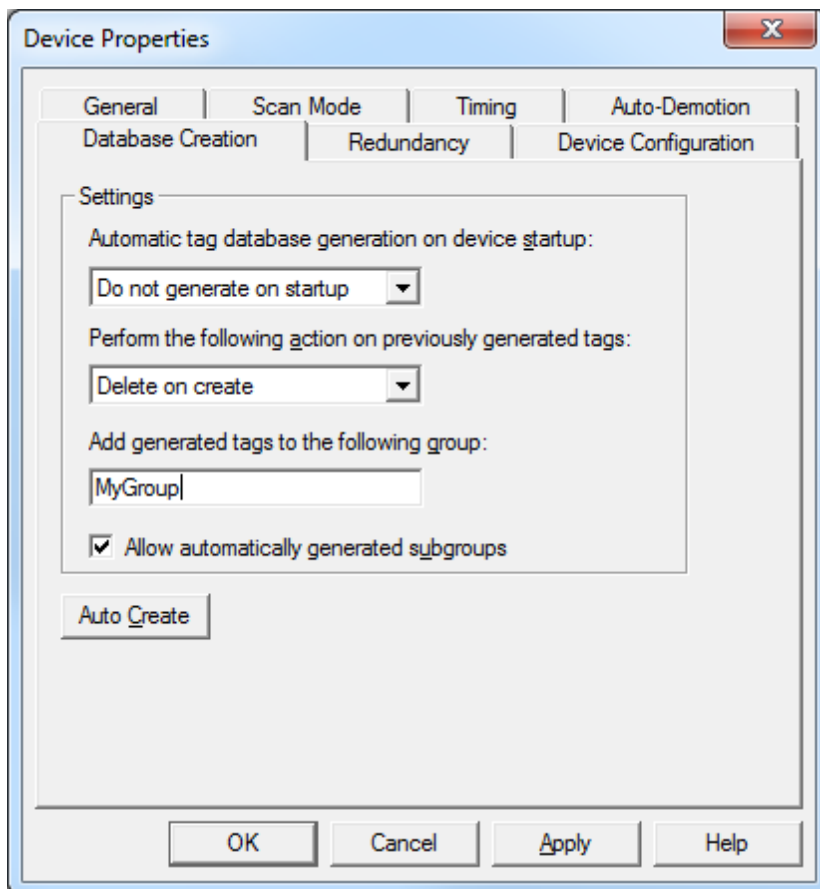 Device Properties
General Scan Mode Timing Auto-Demotion
Database Creation Redundancy Device Configuration
Settings
Automatic tag database generation on device startup:
Do not generate on startup
Perform the following action on previously generated tags:
Delete on create
Add generated tags to the following group:
MyGroup
Allow automatically generated subgroups
Auto Create
OK Cancel Apply Help